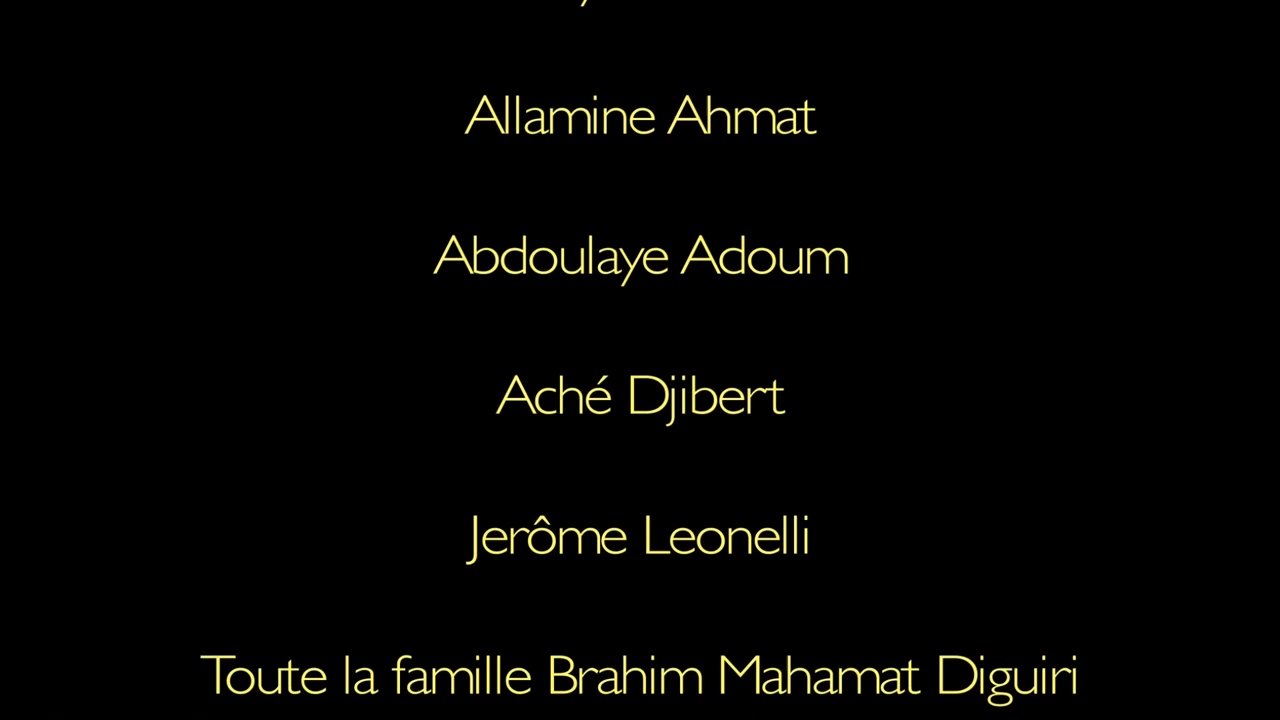 Allamine Ahmat
Abdoulaye Adoum
Aché Djibert
Jerôme Leonelli
Toute la famille Brahim Mahamat Diguiri